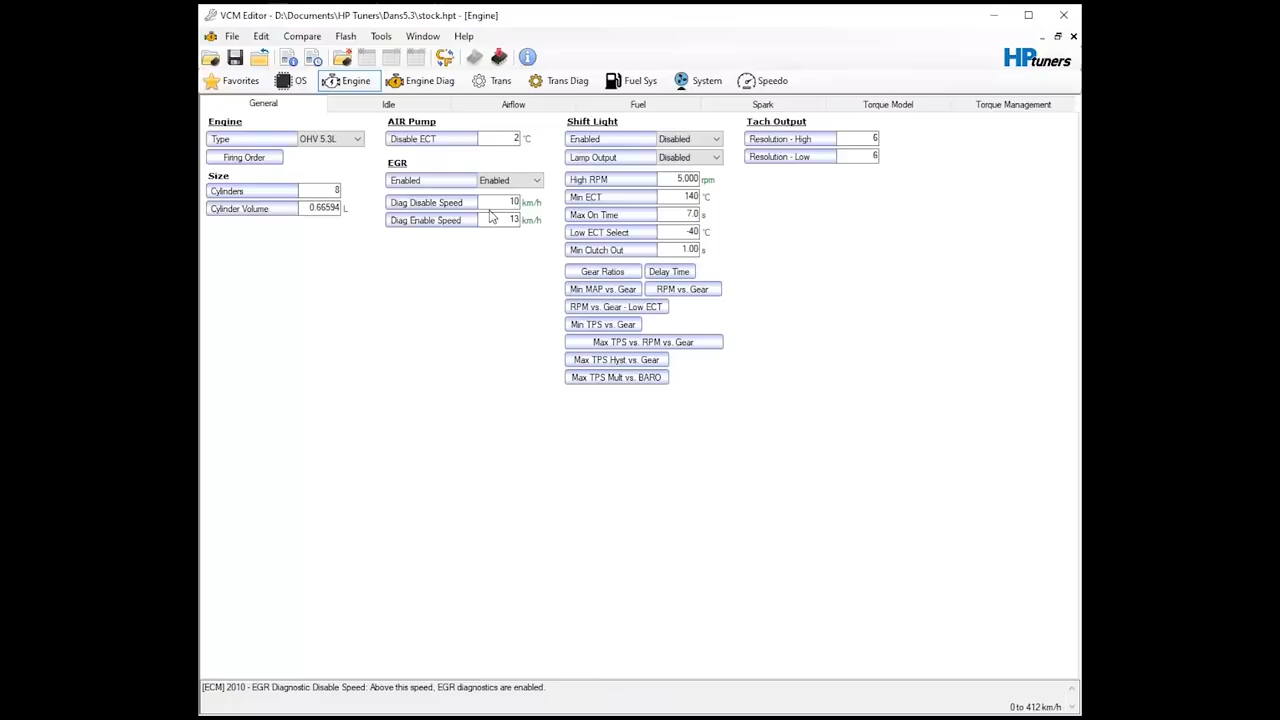 VCM Editor - D:\Documents\HP Tuners\Dans5.3\stock.hpt - [Engine]
File Edit Compare Flash Tools Window Help
HPtuners
Favorites OS Engine Engine Diag Trans Trans Diag Fuel Sys System Speedo
General Idle Airflow Fuel Spark Torque Model Torque Management
Engine
Type OHV 5.3L
Firing Order
Size
Cylinders 8
Cylinder Volume 0.66594 L
AIR Pump
Disable ECT 2 °C
EGR
Enabled Enabled
Diag Disable Speed 10 km/h
Diag Enable Speed 13 km/h
Shift Light
Enabled Disabled
Lamp Output Disabled
High RPM 5,000 rpm
Min ECT 140 °C
Max On Time 7.0 s
Low ECT Select -40 °C
Min Clutch Out 1.00 s
Gear Ratios Delay Time
Min MAP vs. Gear RPM vs. Gear
RPM vs. Gear - Low ECT
Min TPS vs. Gear
Max TPS vs. RPM vs. Gear
Max TPS Hyst vs. Gear
Max TPS Mult vs. BARO
Tach Output
Resolution - High 6
Resolution - Low 6
[ECM] 2010 - EGR Diagnostic Disable Speed: Above this speed, EGR diagnostics are enabled.
0 to 412 km/h